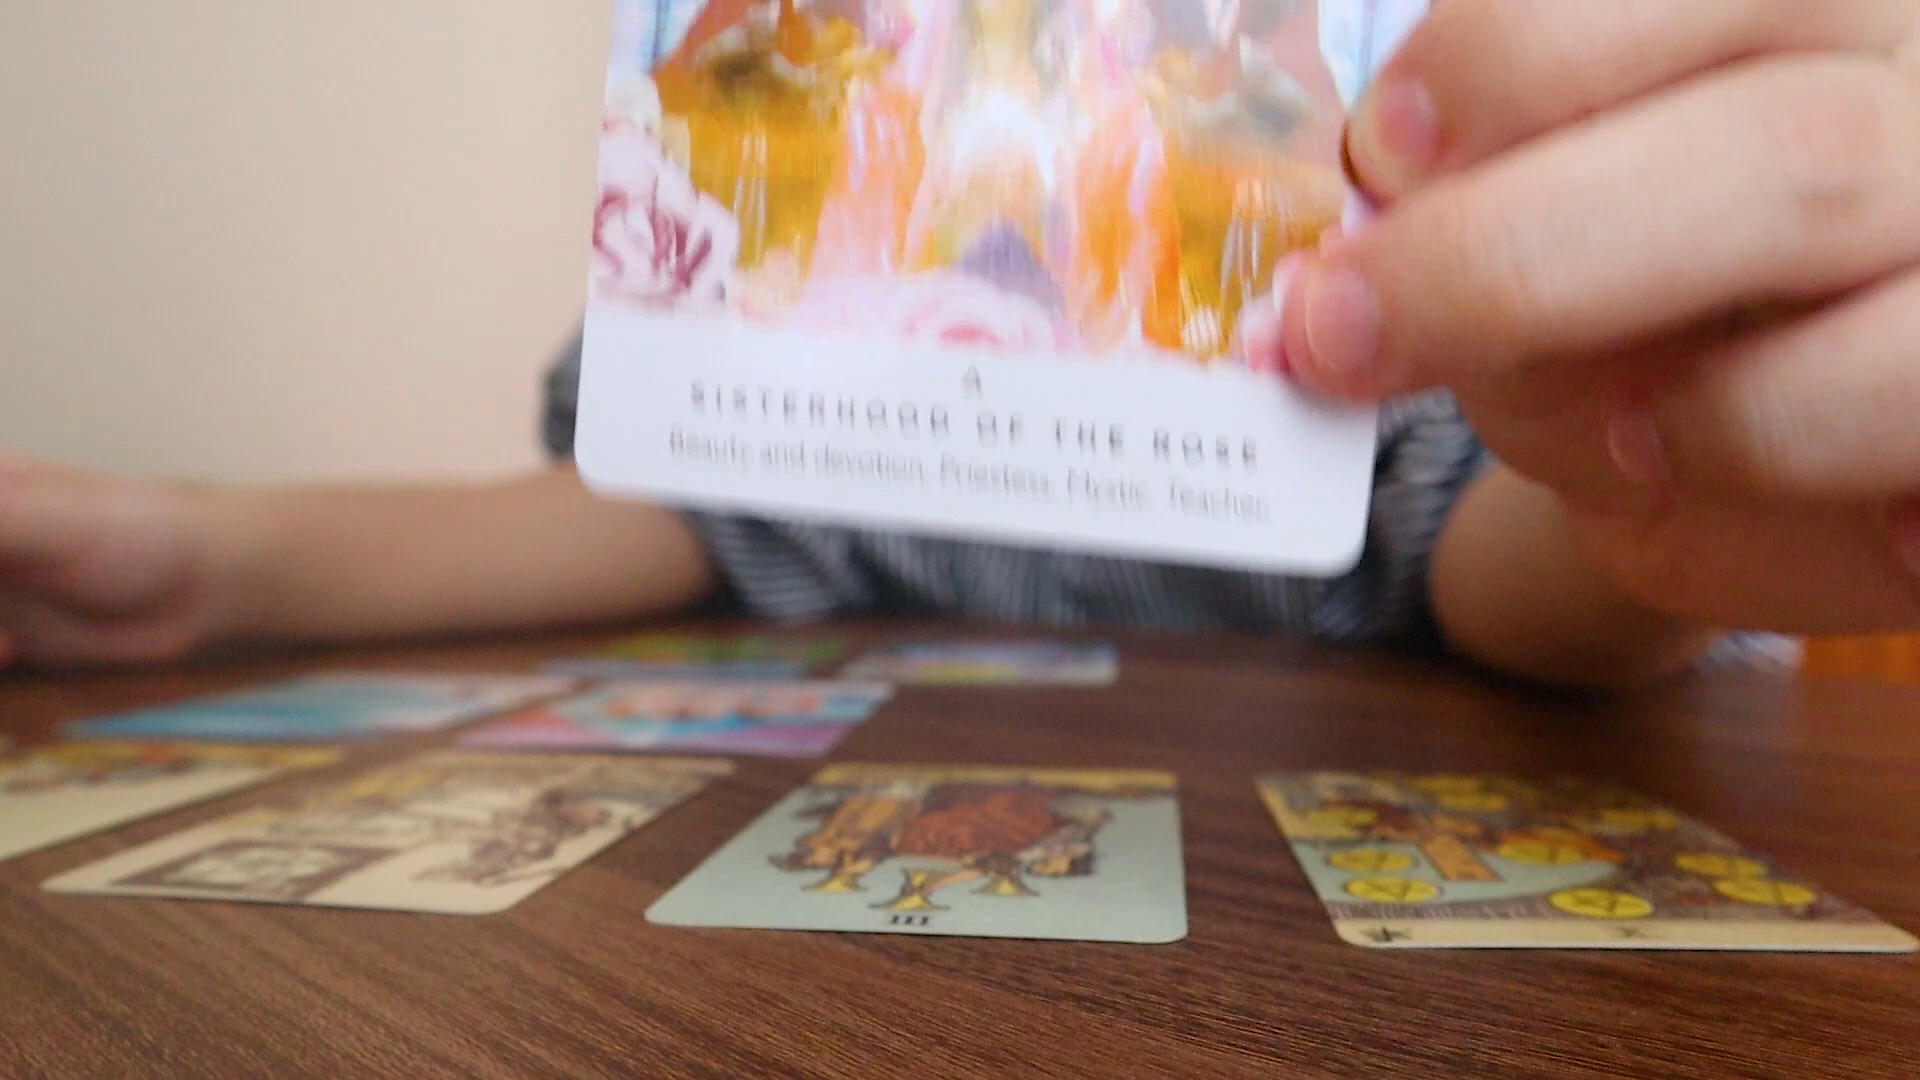 SISTERHOOD OF THE ROSE
Beauty and devotion. Priestess. Mystic. Teacher.
III
X